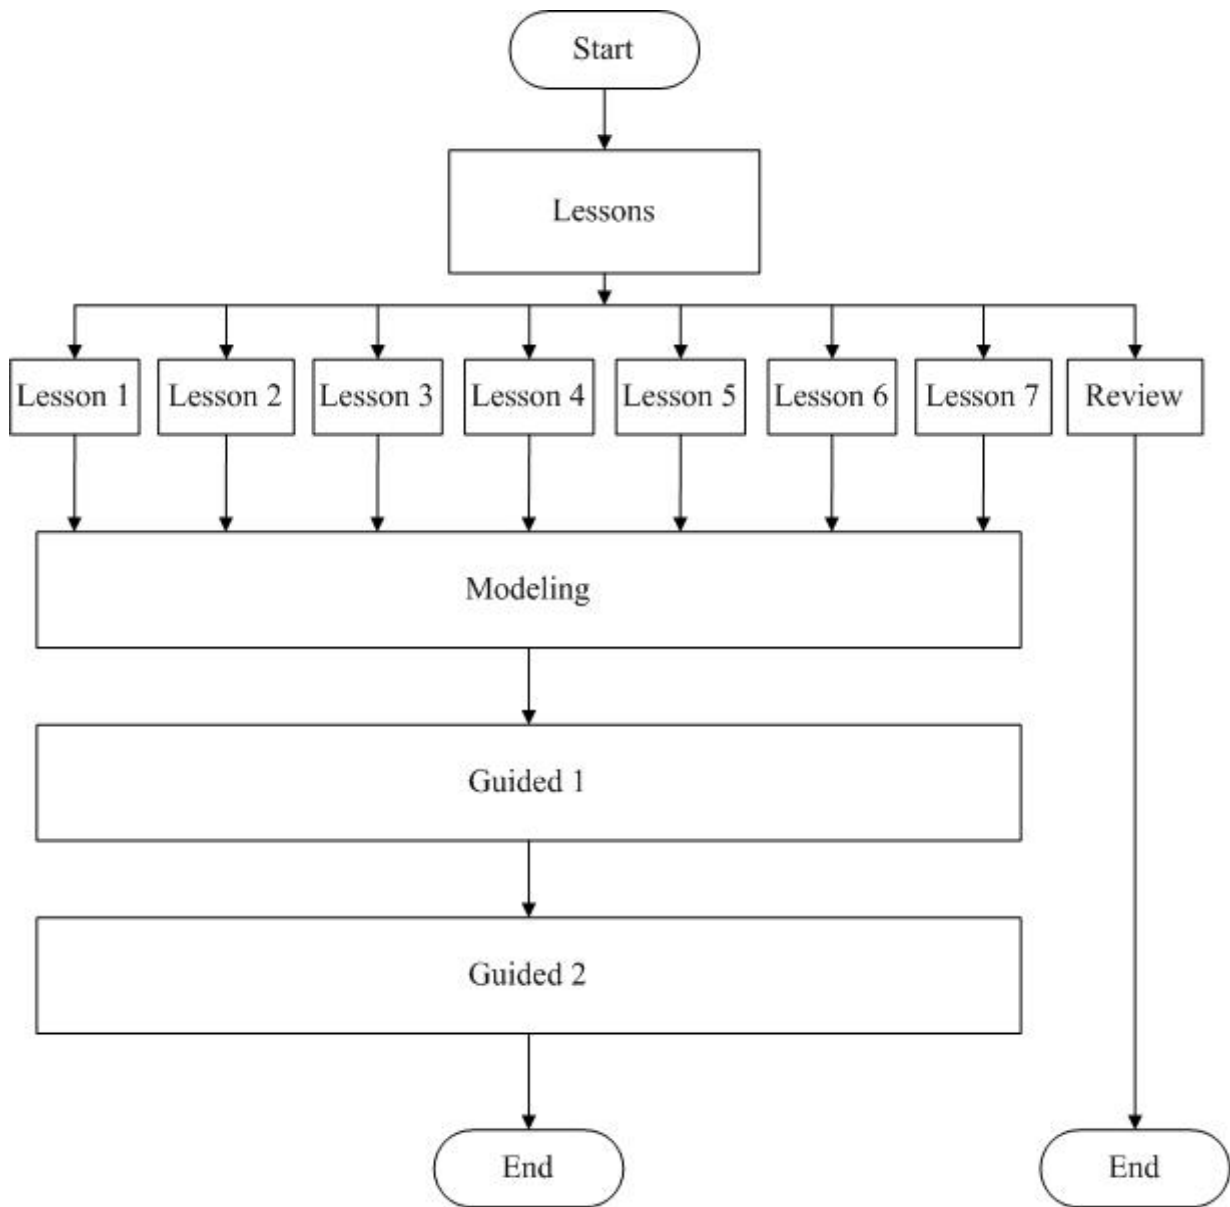 Start
Lessons
Lesson 1
Lesson 2
Lesson 3
Lesson 4
Lesson 5
Lesson 6
Lesson 7
Review
Modeling
Guided 1
Guided 2
End
End